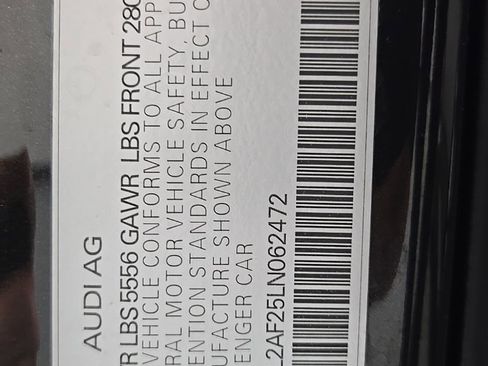 AUDI AG
R LBS 5556 GAWR LBS FRONT 280
VEHICLE CONFORMS TO ALL APP
RAL MOTOR VEHICLE SAFETY, BU
ENTION STANDARDS IN EFFECT O
UFACTURE SHOWN ABOVE
ENGER CAR
L2AF25LN062472